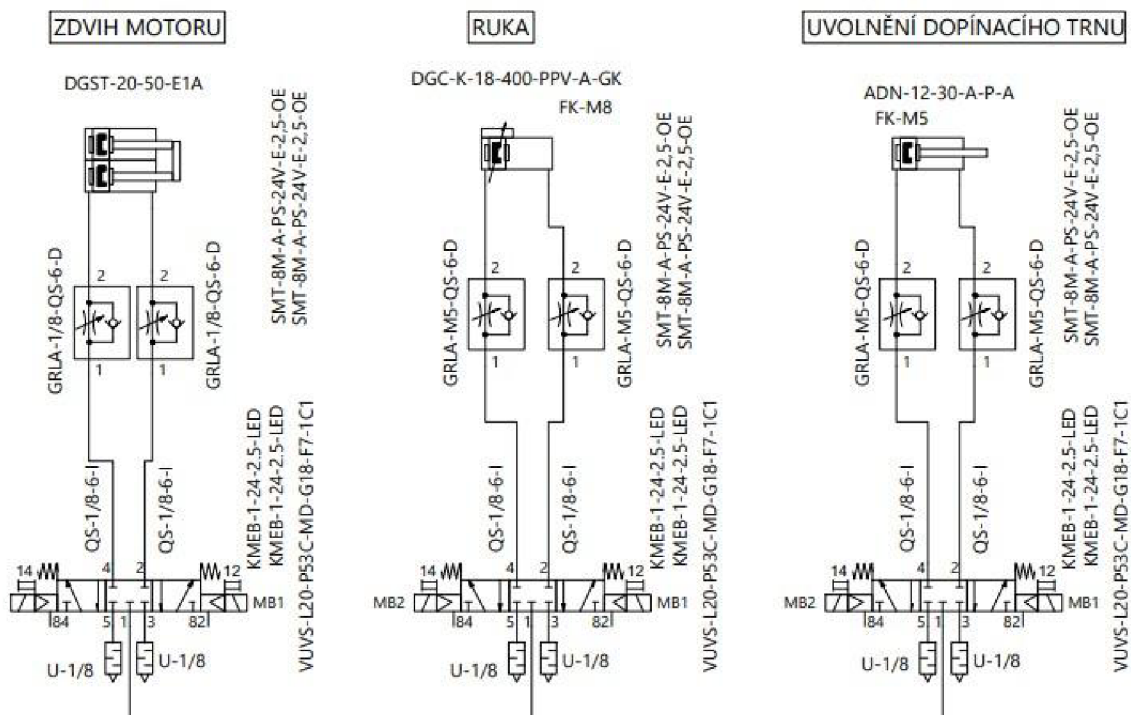 ZDVIH MOTORU
DGST-20-50-E1A
SMT-8M-A-PS-24V-E-2,5-OE
SMT-8M-A-PS-24V-E-2,5-OE
GRLA-1/8-QS-6-D
2
2
GRLA-1/8-QS-6-D
1
1
QS-1/8-6-I
QS-1/8-6-I
KMEB-1-24-2.5-LED
KMEB-1-24-2.5-LED
VUVS-L20-P53C-MD-G18-F7-1C1
14
4
2
12
MB1
84
5
1
3
82
U-1/8
U-1/8
RUKA
DGC-K-18-400-PPV-A-GK
FK-M8
SMT-8M-A-PS-24V-E-2,5-OE
SMT-8M-A-PS-24V-E-2,5-OE
GRLA-M5-QS-6-D
2
2
GRLA-M5-QS-6-D
1
1
QS-1/8-6-I
QS-1/8-6-I
KMEB-1-24-2.5-LED
KMEB-1-24-2.5-LED
VUVS-L20-P53C-MD-G18-F7-1C1
14
4
2
12
MB2
MB1
84
5
1
3
82
U-1/8
U-1/8
UVOLNĚNÍ DOPÍNACÍHO TRNU
ADN-12-30-A-P-A
FK-M5
SMT-8M-A-PS-24V-E-2,5-OE
SMT-8M-A-PS-24V-E-2,5-OE
GRLA-M5-QS-6-D
2
2
GRLA-M5-QS-6-D
1
1
QS-1/8-6-I
QS-1/8-6-I
KMEB-1-24-2.5-LED
KMEB-1-24-2.5-LED
VUVS-L20-P53C-MD-G18-F7-1C1
14
4
2
12
MB2
MB1
84
5
1
3
82
U-1/8
U-1/8